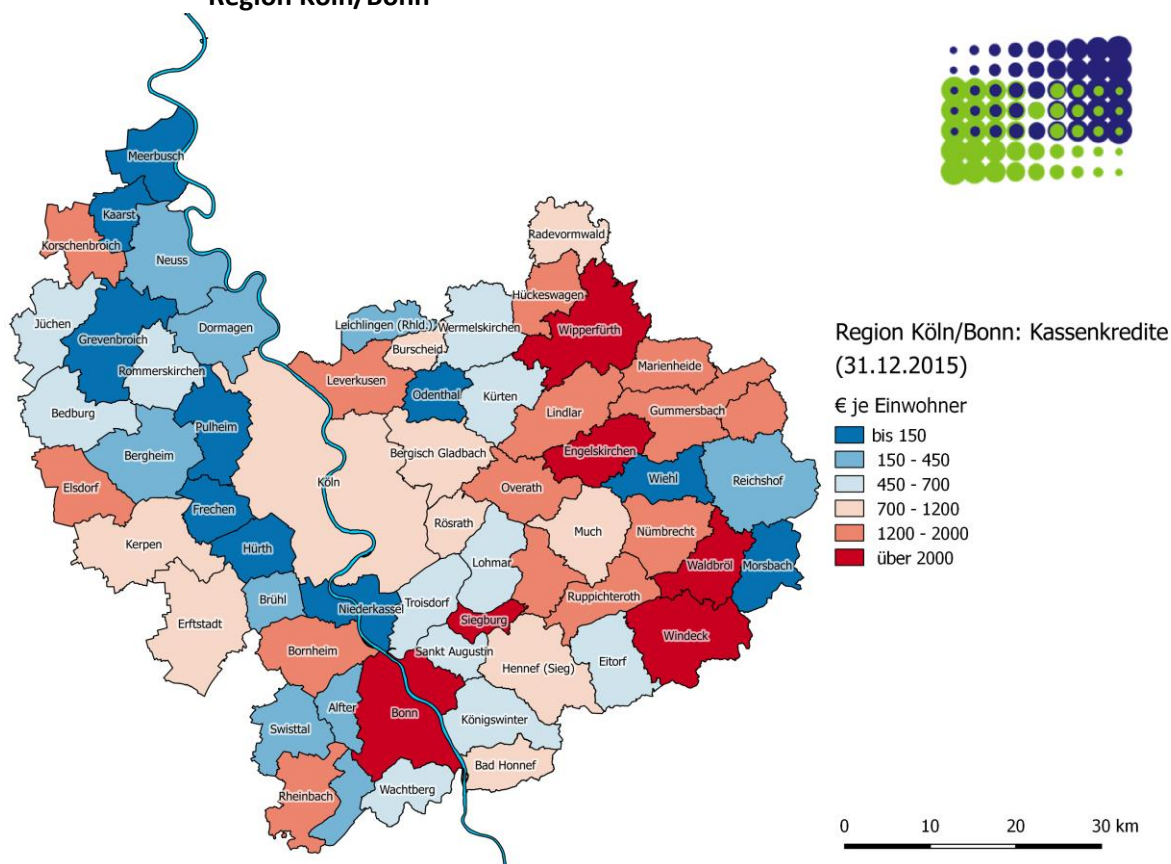 Region Köln/Bonn
Meerbusch
Kaarst
Korschenbroich
Neuss
Radevormwald
Jüchen
Grevenbroich
Dormagen
Rommerskirchen
Bedburg
Leichlingen (Rhld.)
Wermelskirchen
Hückeswagen
Wipperfürth
Burscheid
Leverkusen
Odenthal
Kürten
Marienheide
Lindlar
Gummersbach
Pulheim
Bergheim
Bergisch Gladbach
Engelskirchen
Köln
Wiehl
Reichshof
Elsdorf
Overath
Frechen
Rösrath
Much
Nümbrecht
Kerpen
Hürth
Lohmar
Waldbröl
Morsbach
Brühl
Niederkassel
Troisdorf
Ruppichteroth
Siegburg
Erftstadt
Bornheim
Sankt Augustin
Hennef (Sieg)
Eitorf
Windeck
Alfter
Bonn
Swisttal
Königswinter
Bad Honnef
Rheinbach
Wachtberg
Region Köln/Bonn: Kassenkredite
(31.12.2015)
€ je Einwohner
bis 150
150 - 450
450 - 700
700 - 1200
1200 - 2000
über 2000
0 10 20 30 km